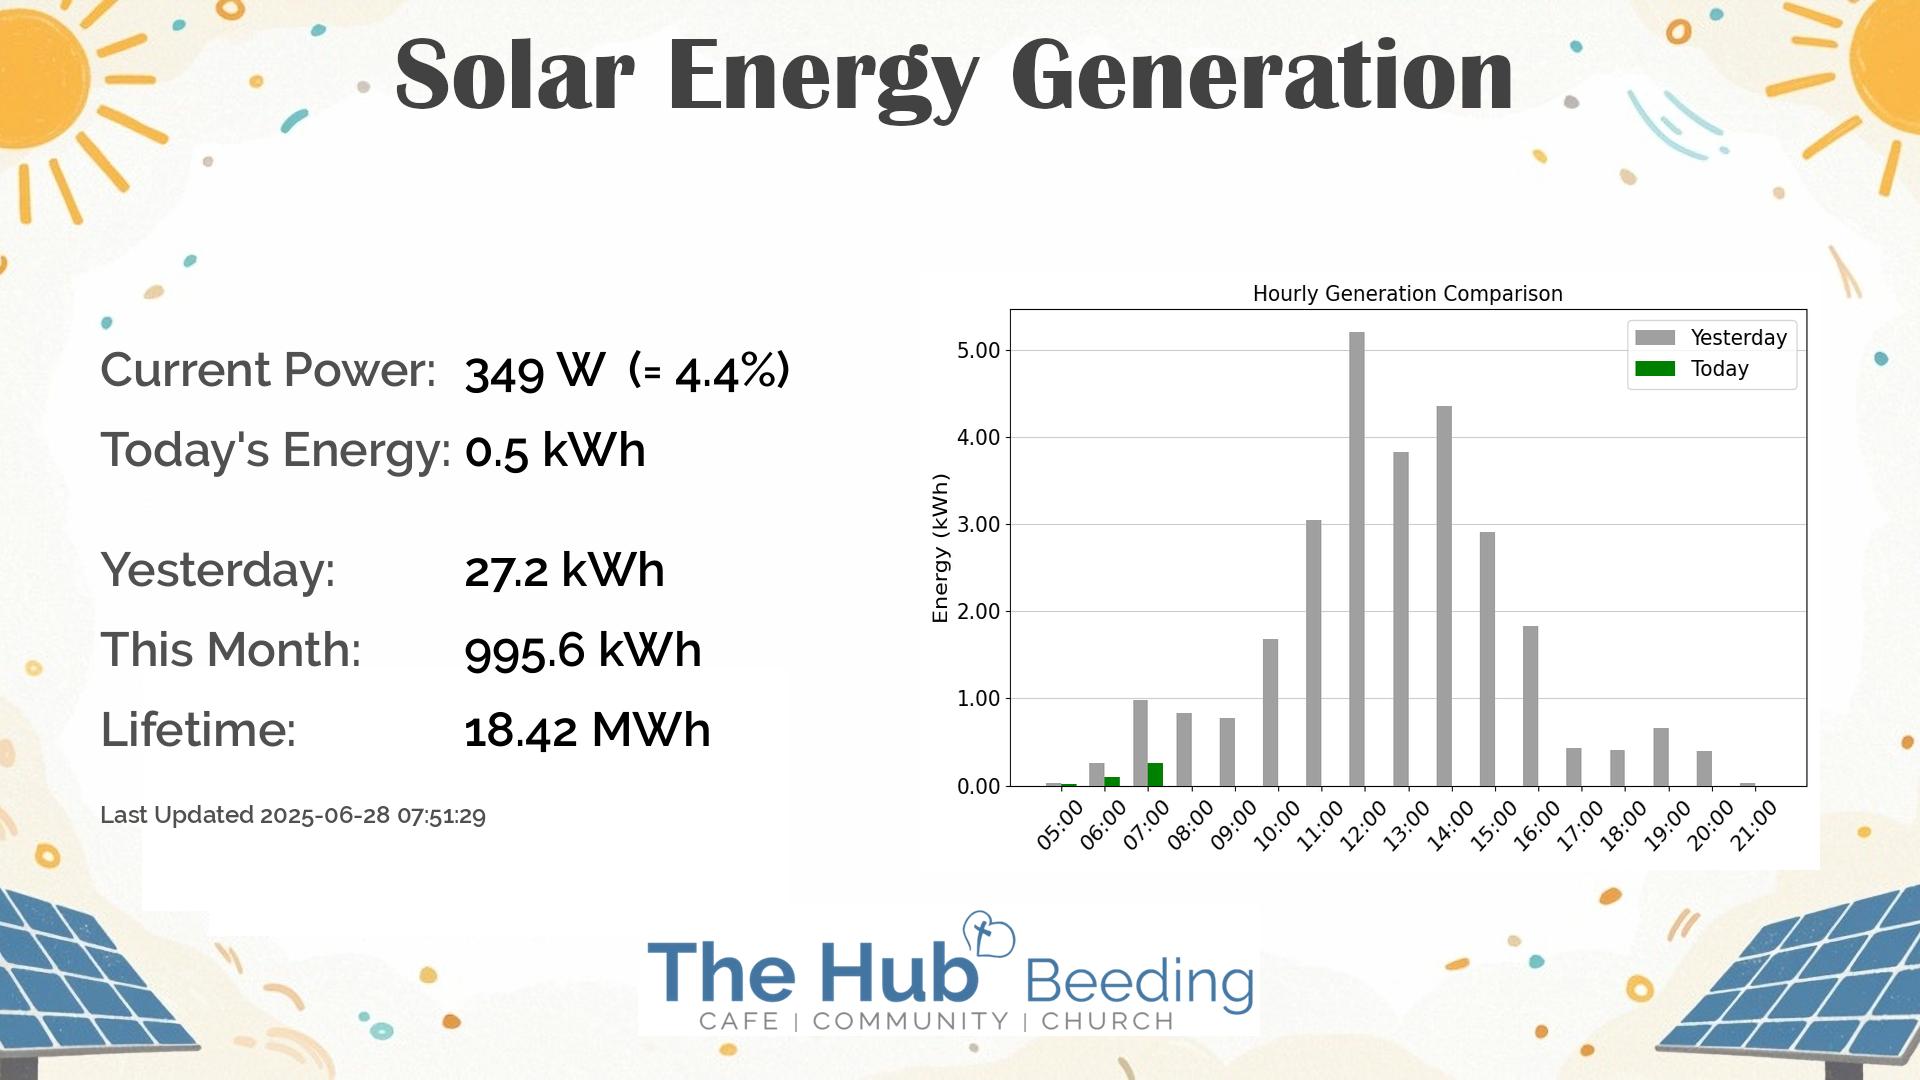 Solar Energy Generation
Current Power: 349 W (= 4.4%)
Today's Energy: 0.5 kWh
Yesterday: 27.2 kWh
This Month: 995.6 kWh
Lifetime: 18.42 MWh
Last Updated 2025-06-28 07:51:29
Hourly Generation Comparison
Yesterday
Today
Energy (kWh)
5.00
4.00
3.00
2.00
1.00
0.00
05:00 06:00 07:00 08:00 09:00 10:00 11:00 12:00 13:00 14:00 15:00 16:00 17:00 18:00 19:00 20:00 21:00
The Hub Beeding
CAFE | COMMUNITY | CHURCH